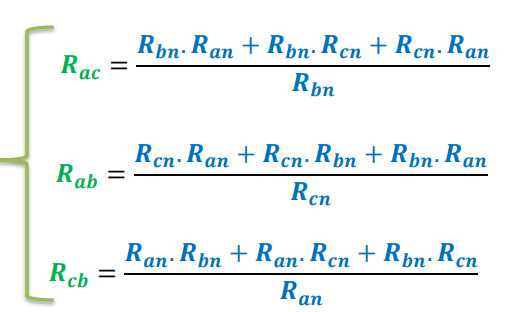 R_ac = (R_bn. R_an + R_bn. R_cn + R_cn. R_an) / R_bn
R_ab = (R_cn. R_an + R_cn. R_bn + R_bn. R_an) / R_cn
R_cb = (R_an. R_bn + R_an. R_cn + R_bn. R_cn) / R_an